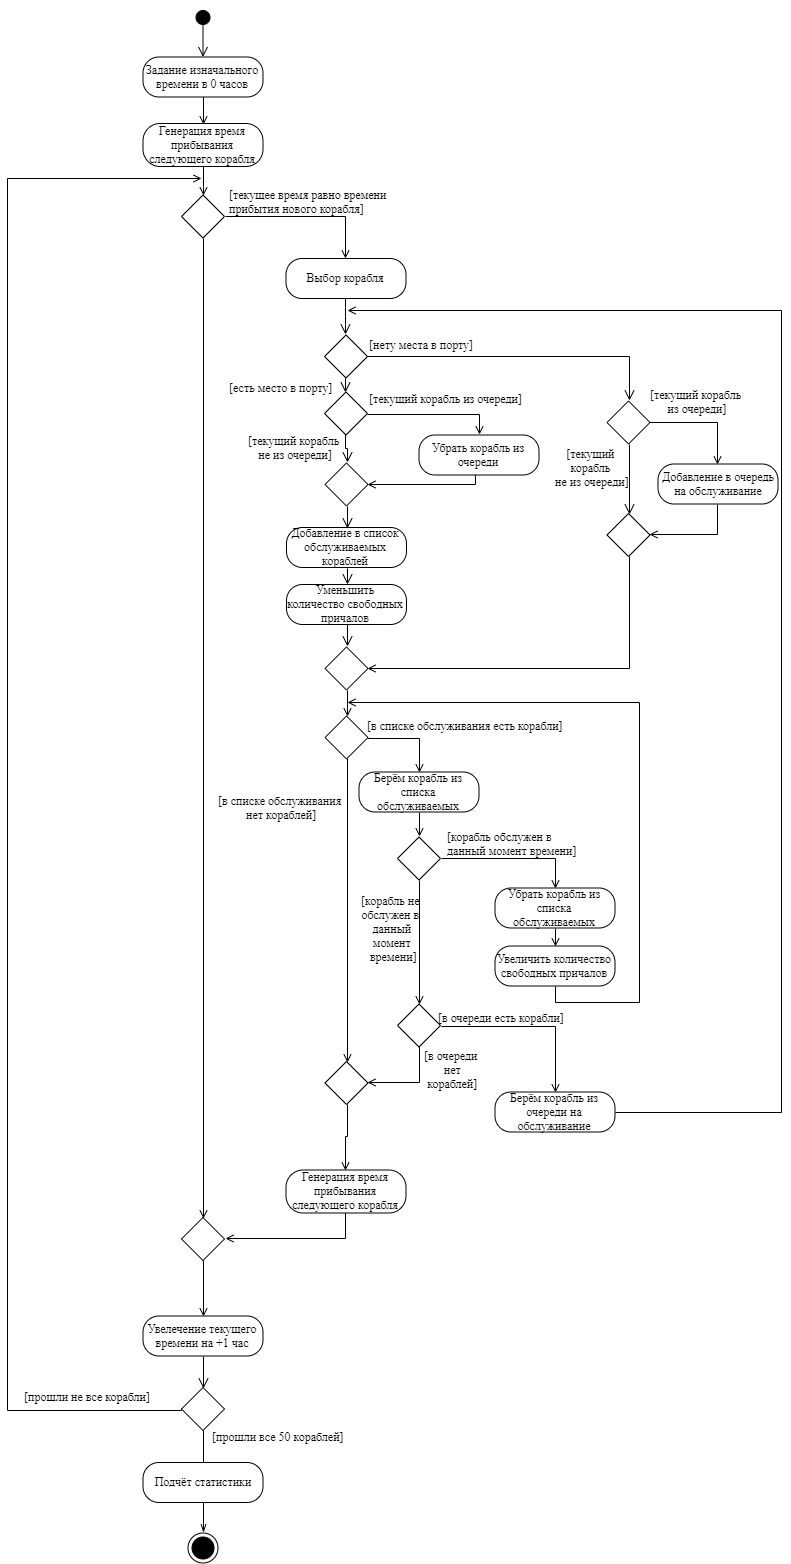 Задание изначального
времени в 0 часов
Генерация время
прибывания
следующего корабля
[текущее время равно времени
прибытия нового корабля]
Выбор корабля
[нету места в порту]
[есть место в порту]
[текущий корабль из очереди]
[текущий корабль
из очереди]
[текущий корабль
не из очереди]
Убрать корабль из
очереди
[текущий
корабль
не из очереди]
Добавление в очередь
на обслуживание
Добавление в список
обслуживаемых
кораблей
Уменьшить
количество свободных
причалов
[в списке обслуживания есть корабли]
Берём корабль из
списка
обслуживаемых
[в списке обслуживания
нет кораблей]
[корабль обслужен в
данный момент времени]
Убрать корабль из
списка
обслуживаемых
[корабль не
обслужен в
данный
момент
времени]
Увеличить количество
свободных причалов
[в очереди есть корабли]
[в очереди
нет
кораблей]
Берём корабль из
очереди на
обслуживание
Генерация время
прибывания
следующего корабля
Увелечение текущего
времени на +1 час
[прошли не все корабли]
[прошли все 50 кораблей]
Подчёт статистики